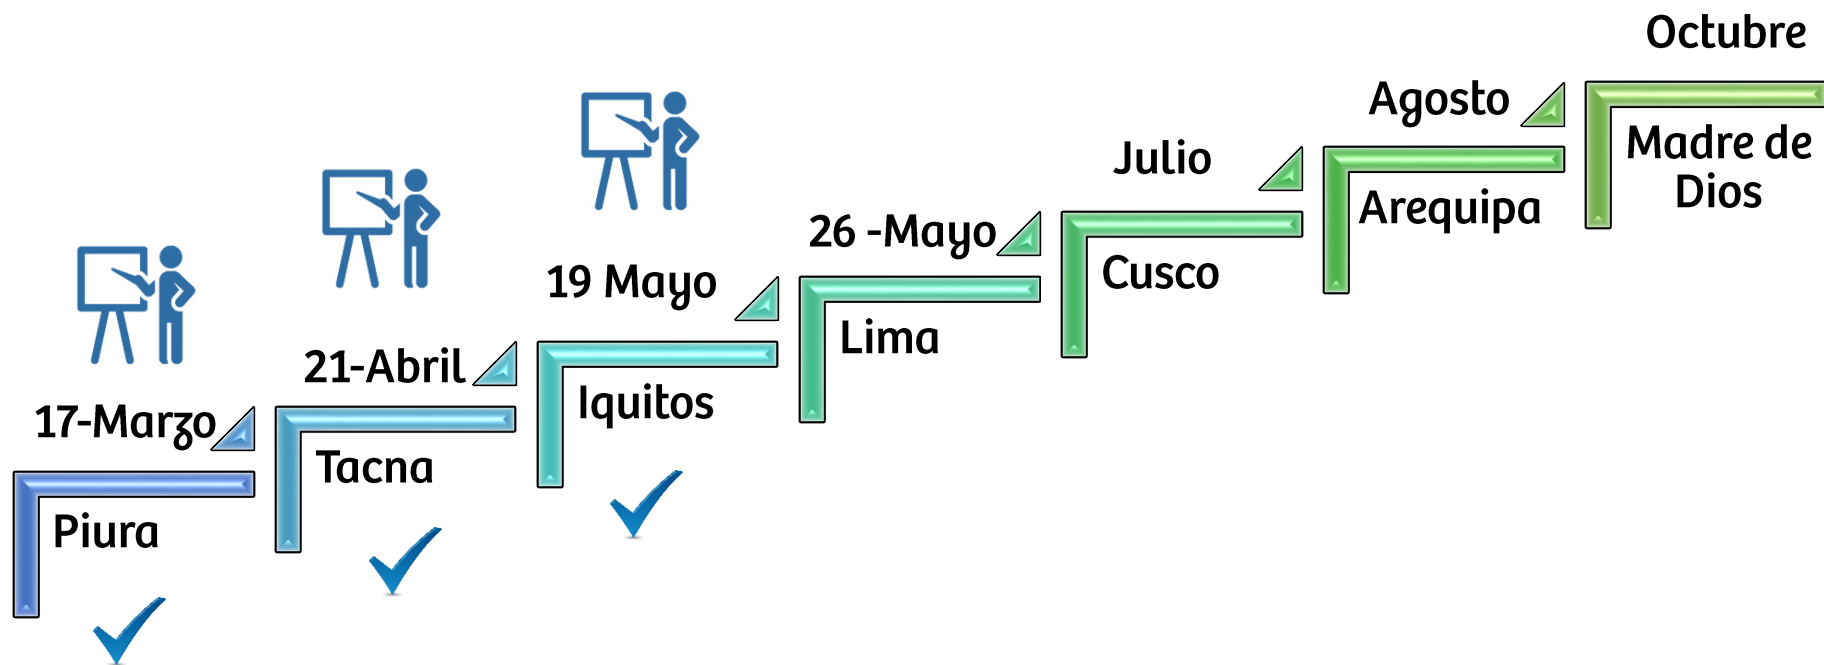 17-Marzo
Piura
21-Abril
Tacna
19 Mayo
Iquitos
26 -Mayo
Lima
Julio
Cusco
Agosto
Arequipa
Octubre
Madre de
Dios